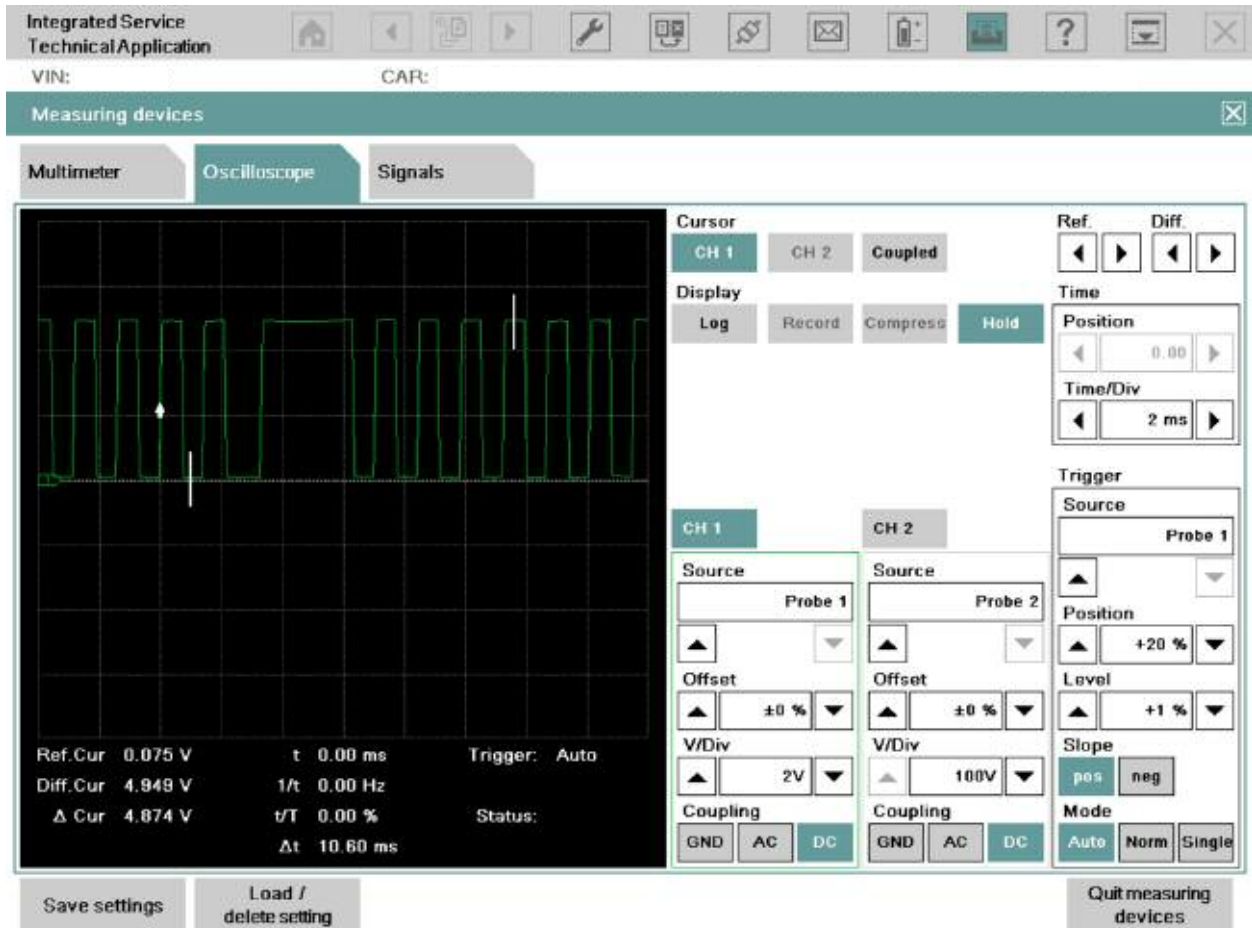 Integrated Service
Technical Application
?
VIN: CAR:
Measuring devices
Multimeter Oscilloscope Signals
Cursor
CH 1 CH 2 Coupled
Display
Log Record Compress Hold
Ref. Diff.
Time
Position
0.00
Time/Div
2 ms
Trigger
Source
Probe 1
Position
+20 %
Level
+1 %
Slope
pos neg
Mode
Auto Norm Single
CH 1
Source
Probe 1
Offset
±0 %
V/Div
2V
Coupling
GND AC DC
CH 2
Source
Probe 2
Offset
±0 %
V/Div
100V
Coupling
GND AC DC
Ref.Cur 0.075 V t 0.00 ms Trigger: Auto
Diff.Cur 4.949 V 1/t 0.00 Hz
Δ Cur 4.874 V t/T 0.00 % Status:
Δt 10.60 ms
Save settings
Load /
delete setting
Quit measuring
devices